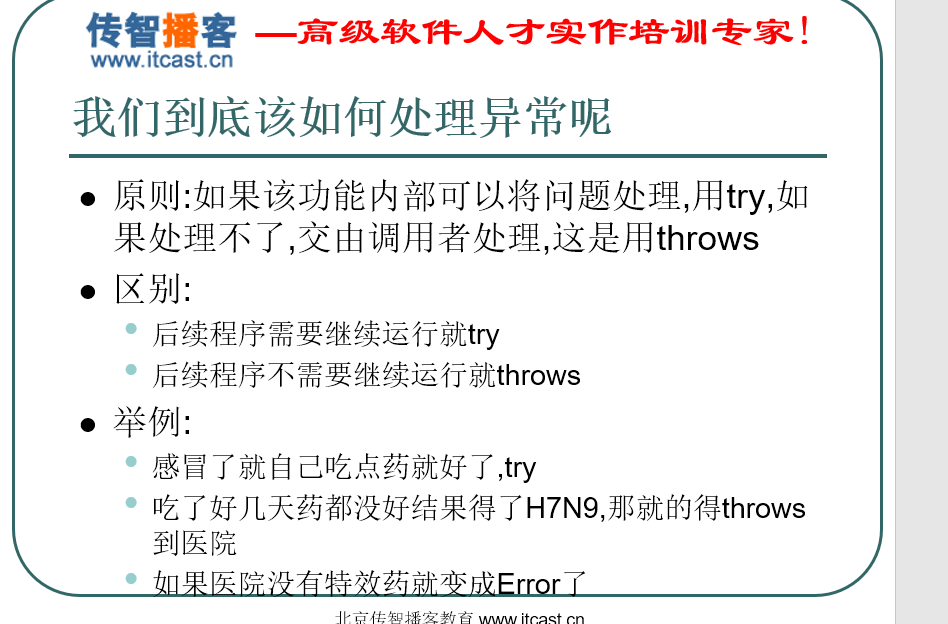 传智播客 —高级软件人才实作培训专家!
www.itcast.cn
我们到底该如何处理异常呢
原则:如果该功能内部可以将问题处理,用try,如
果处理不了,交由调用者处理,这是用throws
区别:
后续程序需要继续运行就try
后续程序不需要继续运行就throws
举例:
感冒了就自己吃点药就好了,try
吃了好几天药都没好结果得了H7N9,那就的得throws
到医院
如果医院没有特效药就变成Error了
北京传智播客教育 www.itcast.cn